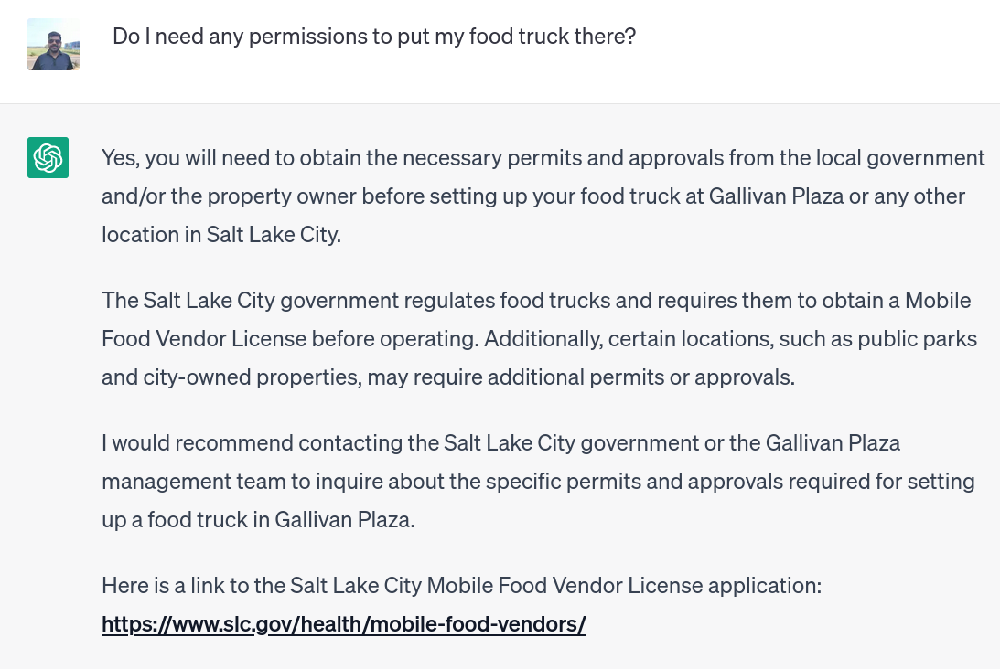 Do I need any permissions to put my food truck there?
Yes, you will need to obtain the necessary permits and approvals from the local government
and/or the property owner before setting up your food truck at Gallivan Plaza or any other
location in Salt Lake City.
The Salt Lake City government regulates food trucks and requires them to obtain a Mobile
Food Vendor License before operating. Additionally, certain locations, such as public parks
and city-owned properties, may require additional permits or approvals.
I would recommend contacting the Salt Lake City government or the Gallivan Plaza
management team to inquire about the specific permits and approvals required for setting
up a food truck in Gallivan Plaza.
Here is a link to the Salt Lake City Mobile Food Vendor License application:
https://www.slc.gov/health/mobile-food-vendors/